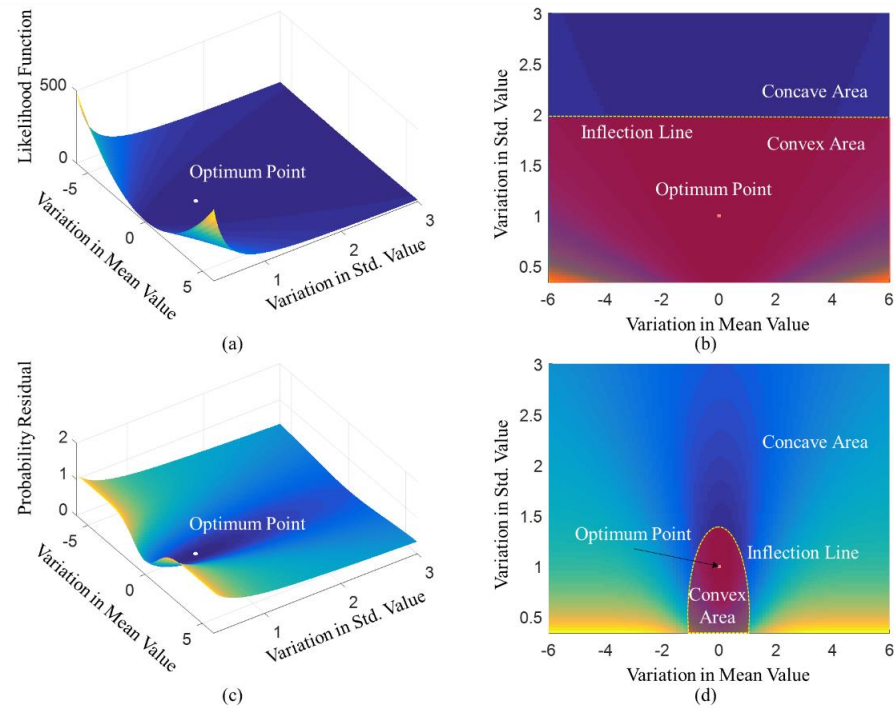 Likelihood Function
500
0
-5
0
5
Variation in Mean Value
Optimum Point
1
2
3
Variation in Std. Value
(a)
Variation in Std. Value
3
2.5
2
1.5
1
0.5
Concave Area
Inflection Line
Convex Area
Optimum Point
-6
-4
-2
0
2
4
6
Variation in Mean Value
(b)
Probability Residual
2
1
0
-5
0
5
Variation in Mean Value
Optimum Point
1
2
3
Variation in Std. Value
(c)
Variation in Std. Value
3
2.5
2
1.5
1
0.5
Concave Area
Optimum Point
Inflection Line
Convex
Area
-6
-4
-2
0
2
4
6
Variation in Mean Value
(d)